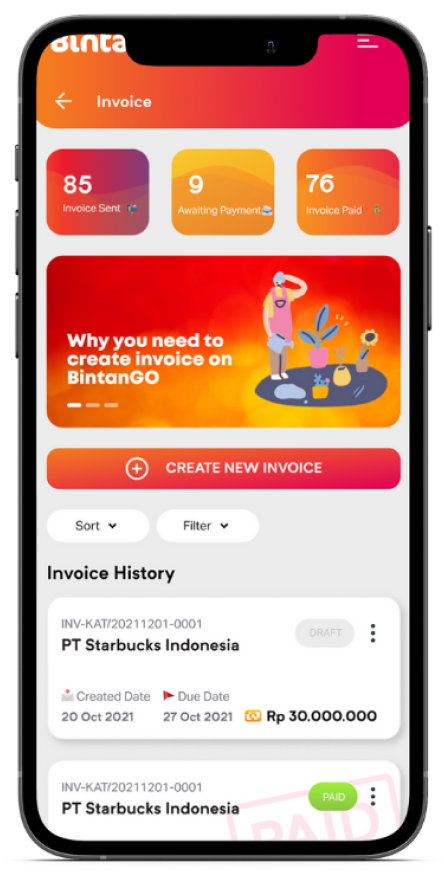 Invoice
85
Invoice Sent
9
Awaiting Payment
76
Invoice Paid
Why you need to
create invoice on
BintanGO
CREATE NEW INVOICE
Sort
Filter
Invoice History
INV-KAT/20211201-0001
PT Starbucks Indonesia
DRAFT
Created Date
Due Date
20 Oct 2021
27 Oct 2021
Rp 30.000.000
INV-KAT/20211201-0001
PT Starbucks Indonesia
PAID
PAID